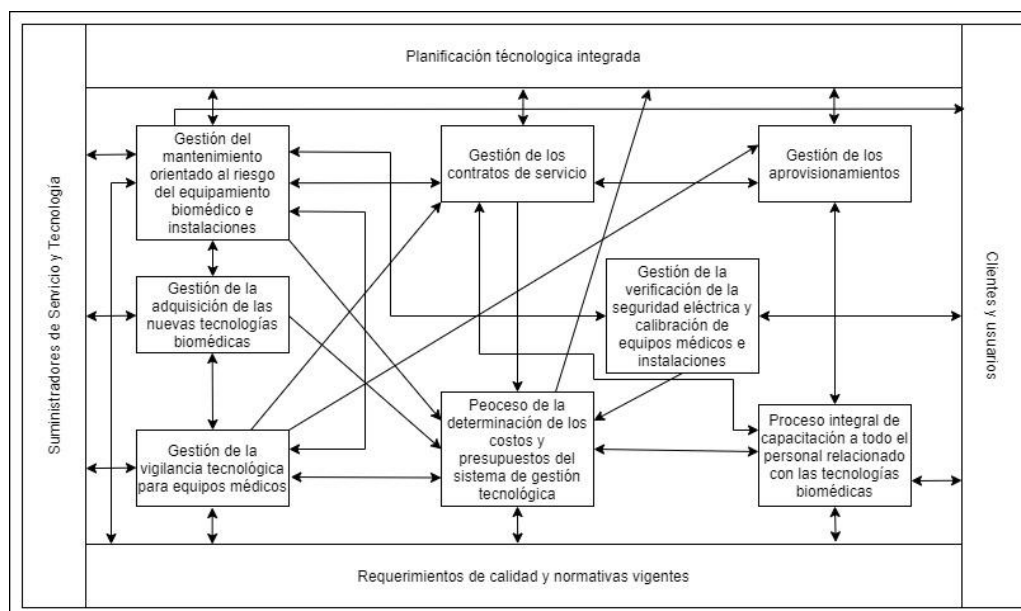 Planificación técnologica integrada
Suministradores de Servicio y Tecnología
Gestión del
mantenimiento
orientado al riesgo
del equipamiento
biomédico e
instalaciones
Gestión de los
contratos de servicio
Gestión de los
aprovisionamientos
Gestión de la
adquisición de las
nuevas tecnologías
biomédicas
Gestión de la
verificación de la
seguridad eléctrica y
calibración de
equipos médicos e
instalaciones
Gestión de la
vigilancia tecnológica
para equipos médicos
Peoceso de la
determinación de los
costos y
presupuestos del
sistema de gestión
tecnológica
Proceso integral de
capacitación a todo el
personal relacionado
con las tecnologías
biomédicas
Clientes y usuarios
Requerimientos de calidad y normativas vigentes